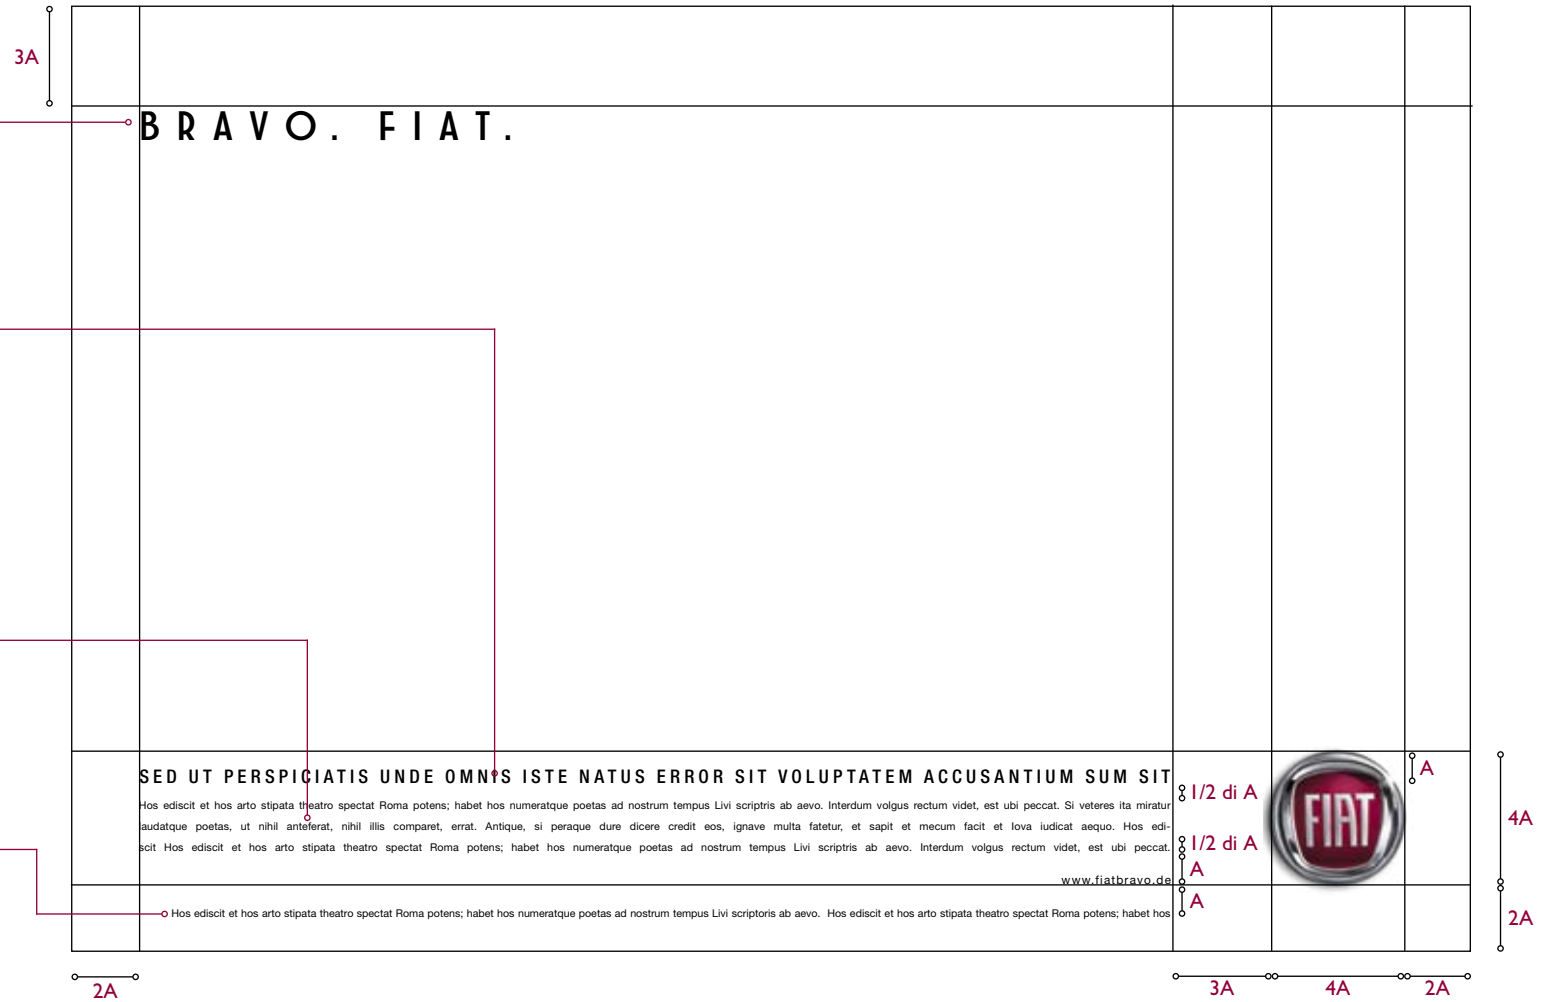 3A
BRAVO. FIAT.
SED UT PERSPICIATIS UNDE OMNIS ISTE NATUS ERROR SIT VOLUPTATEM ACCUSANTIUM SUM SIT
A
Hos ediscit et hos arto stipata theatro spectat Roma potens; habet hos numeratque poetas ad nostrum tempus Livi scriptris ab aevo. Interdum volgus rectum videt, est ubi peccat. Si veteres ita miratur
1/2 di A
laudatque poetas, ut nihil anteferat, nihil illis comparet, errat. Antique, si peraque dure dicere credit eos, ignave multa fatetur, et sapit et mecum facit et Iova iudicat aequo. Hos edi-
FIAT
4A
scit Hos ediscit et hos arto stipata theatro spectat Roma potens; habet hos numeratque poetas ad nostrum tempus Livi scriptris ab aevo. Interdum volgus rectum videt, est ubi peccat.
1/2 di A
A
www.fiatbravo.de
A
Hos ediscit et hos arto stipata theatro spectat Roma potens; habet hos numeratque poetas ad nostrum tempus Livi scriptoris ab aevo. Hos ediscit et hos arto stipata theatro spectat Roma potens; habet hos
2A
2A
3A
4A
2A